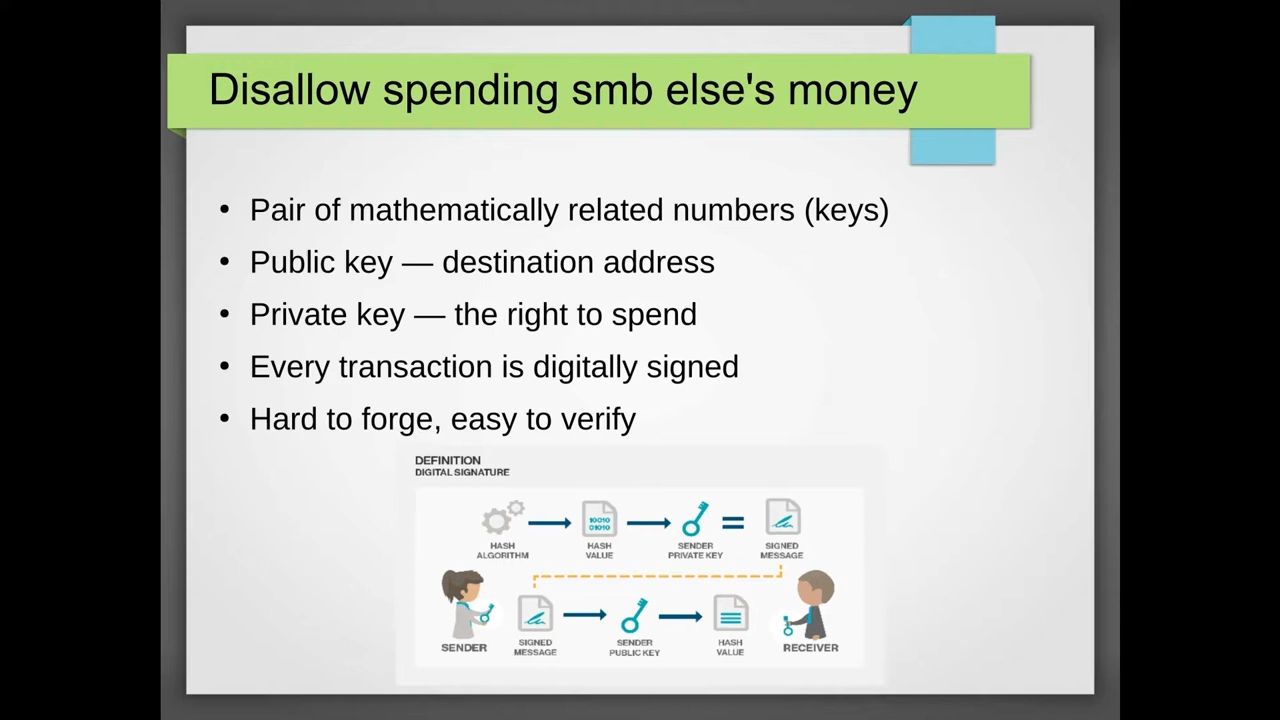 Disallow spending smb else's money
• Pair of mathematically related numbers (keys)
• Public key — destination address
• Private key — the right to spend
• Every transaction is digitally signed
• Hard to forge, easy to verify
DEFINITION
DIGITAL SIGNATURE
10010
01010
HASH
ALGORITHM
HASH
VALUE
SENDER
PRIVATE KEY
=
SIGNED
MESSAGE
SENDER
SIGNED
MESSAGE
SENDER
PUBLIC KEY
HASH
VALUE
RECEIVER